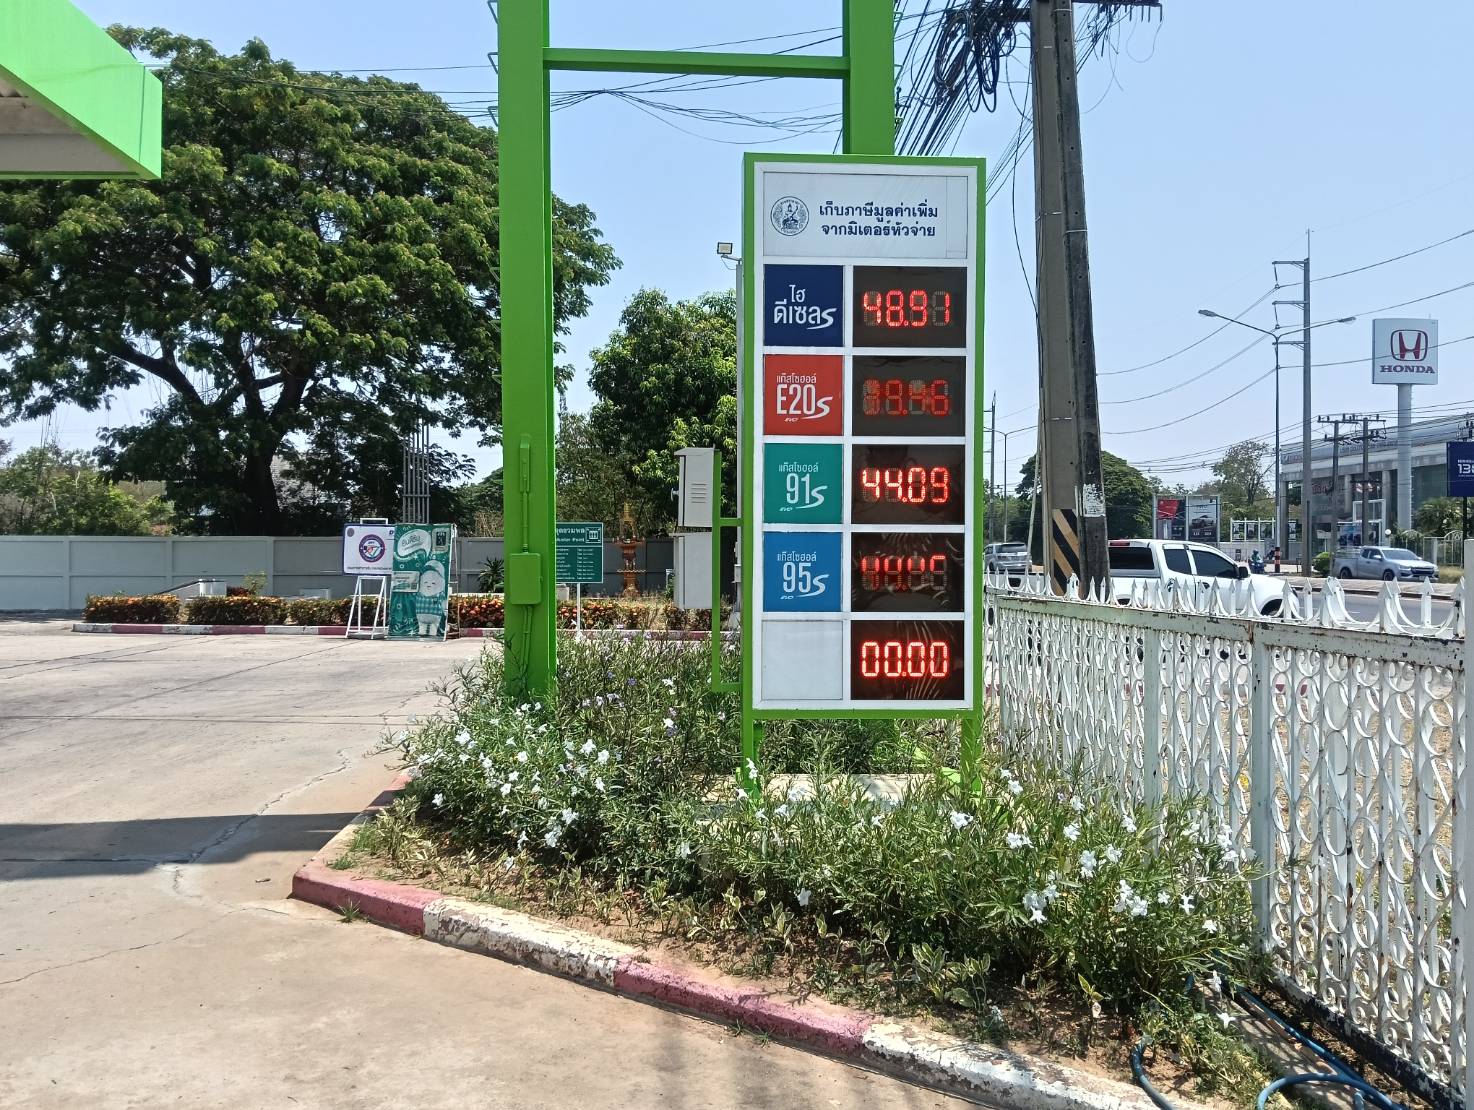 เก็บภาษีมูลค่าเพิ่ม
จากมิเตอร์หัวจ่าย
ไฮ
ดีเซลS
48.91
แก๊สโซฮอล์
E20S
EVO
แก๊สโซฮอล์
91S
EVO
44.09
แก๊สโซฮอล์
95S
EVO
00.00
HONDA